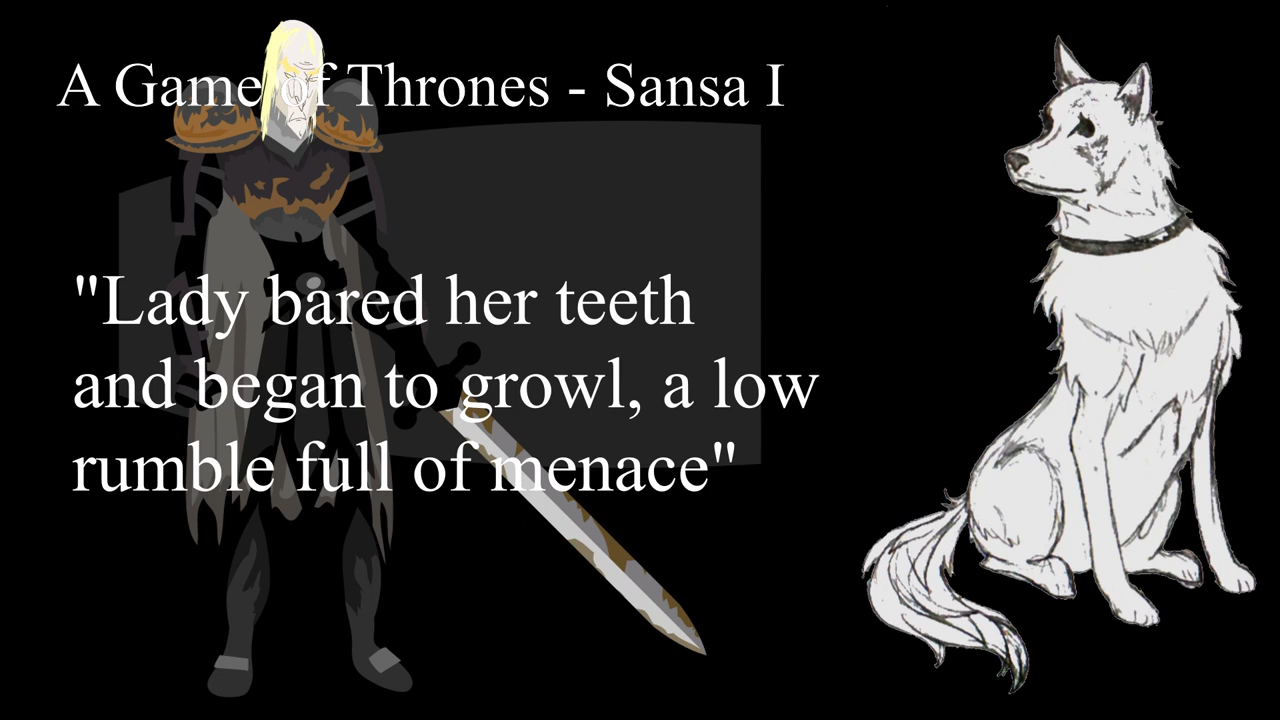 A Game of Thrones - Sansa I
"Lady bared her teeth
and began to growl, a low
rumble full of menace"